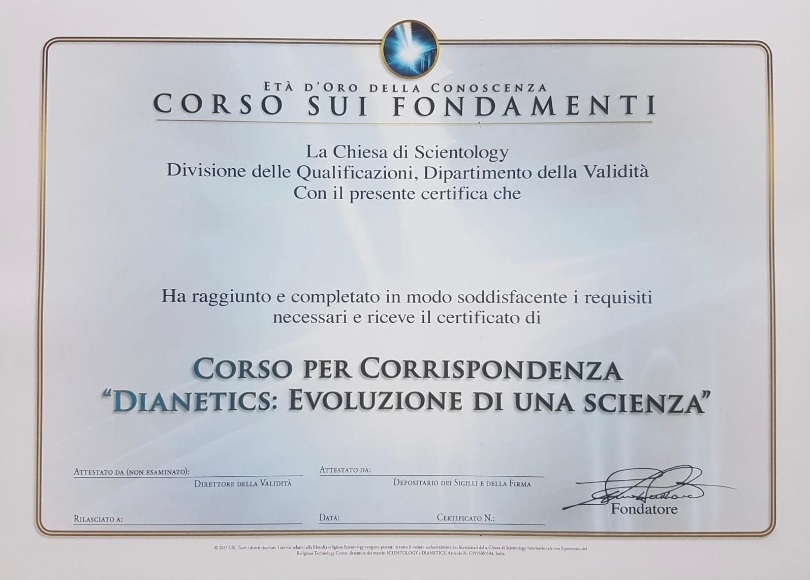 ETÀ D'ORO DELLA CONOSCENZA
CORSO SUI FONDAMENTI
La Chiesa di Scientology
Divisione delle Qualificazioni, Dipartimento della Validità
Con il presente certifica che
Ha raggiunto e completato in modo soddisfacente i requisiti
necessari e riceve il certificato di
CORSO PER CORRISPONDENZA
“DIANETICS: EVOLUZIONE DI UNA SCIENZA”
ATTESTATO DA (NON ESAMINATO):
DIRETTORE DELLA VALIDITÀ
ATTESTATO DA:
DEPOSITARIO DEI SIGILLI E DELLA FIRMA
Fondatore
RILASCIATO A:
DATA:
CERTIFICATO N.: